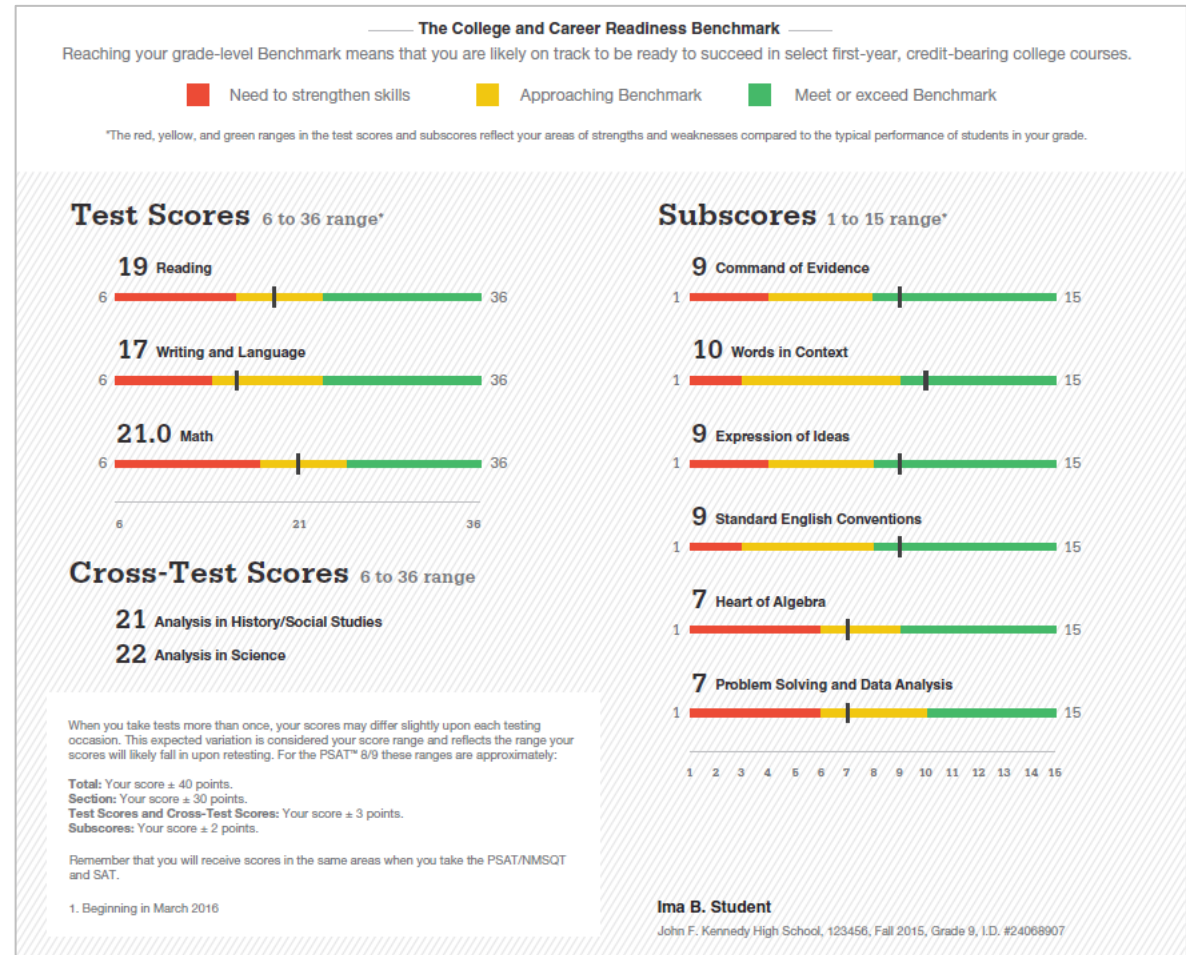 The College and Career Readiness Benchmark
Reaching your grade-level Benchmark means that you are likely on track to be ready to succeed in select first-year, credit-bearing college courses.
Need to strengthen skills
Approaching Benchmark
Meet or exceed Benchmark
*The red, yellow, and green ranges in the test scores and subscores reflect your areas of strengths and weaknesses compared to the typical performance of students in your grade.
Test Scores 6 to 36 range*
19 Reading
6 36
17 Writing and Language
6 36
21.0 Math
6 36
6 21 36
Cross-Test Scores 6 to 36 range
21 Analysis in History/Social Studies
22 Analysis in Science
When you take tests more than once, your scores may differ slightly upon each testing
occasion. This expected variation is considered your score range and reflects the range your
scores will likely fall in upon retesting. For the PSAT™ 8/9 these ranges are approximately:
Total: Your score ± 40 points.
Section: Your score ± 30 points.
Test Scores and Cross-Test Scores: Your score ± 3 points.
Subscores: Your score ± 2 points.
Remember that you will receive scores in the same areas when you take the PSAT/NMSQT
and SAT.
1. Beginning in March 2016
Subscores 1 to 15 range*
9 Command of Evidence
1 15
10 Words in Context
1 15
9 Expression of Ideas
1 15
9 Standard English Conventions
1 15
7 Heart of Algebra
1 15
7 Problem Solving and Data Analysis
1 15
1 2 3 4 5 6 7 8 9 10 11 12 13 14 15
Ima B. Student
John F. Kennedy High School, 123456, Fall 2015, Grade 9, I.D. #24068907